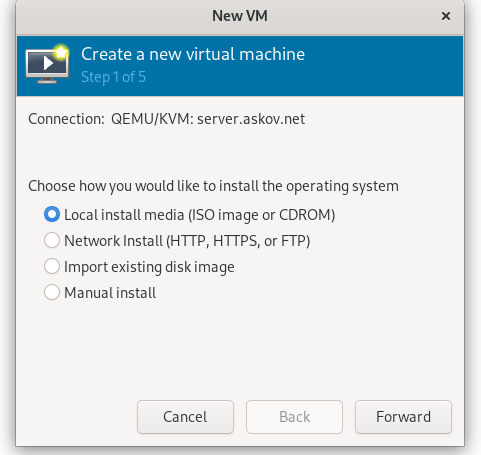 New VM
Create a new virtual machine
Step 1 of 5
Connection: QEMU/KVM: server.askov.net
Choose how you would like to install the operating system
Local install media (ISO image or CDROM)
Network Install (HTTP, HTTPS, or FTP)
Import existing disk image
Manual install
Cancel Back Forward